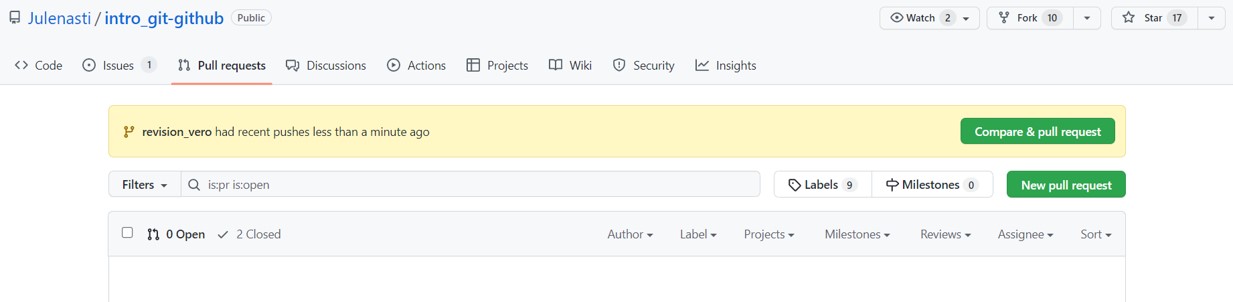 Julenasti / intro_git-github Public Watch 2 Fork 10 Star 17
Code Issues 1 Pull requests Discussions Actions Projects Wiki Security Insights
revision_vero had recent pushes less than a minute ago Compare & pull request
Filters is:pr is:open Labels 9 Milestones 0 New pull request
0 Open 2 Closed Author Label Projects Milestones Reviews Assignee Sort